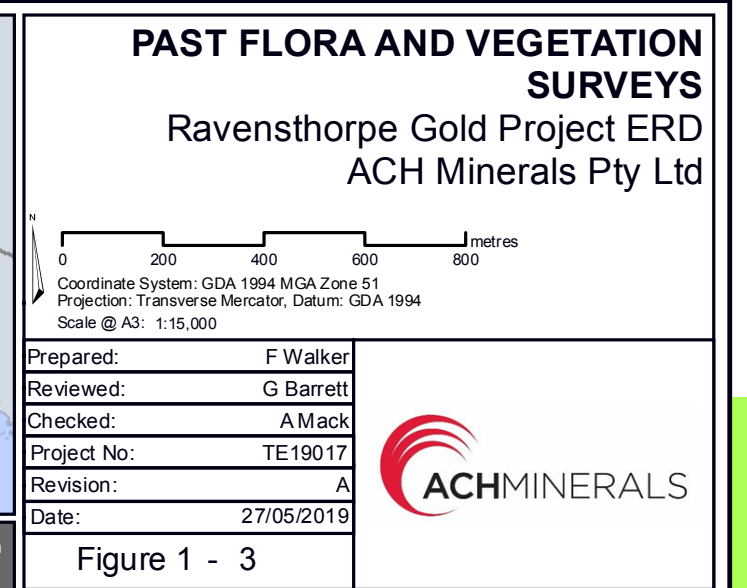 PAST FLORA AND VEGETATION
SURVEYS
Ravensthorpe Gold Project ERD
ACH Minerals Pty Ltd
N
0 200 400 600 800 metres
Coordinate System: GDA 1994 MGA Zone 51
Projection: Transverse Mercator, Datum: GDA 1994
Scale @ A3: 1:15,000
Prepared: F Walker
Reviewed: G Barrett
Checked: A Mack
Project No: TE19017
Revision: A
Date: 27/05/2019
Figure 1 - 3
ACHMINERALS